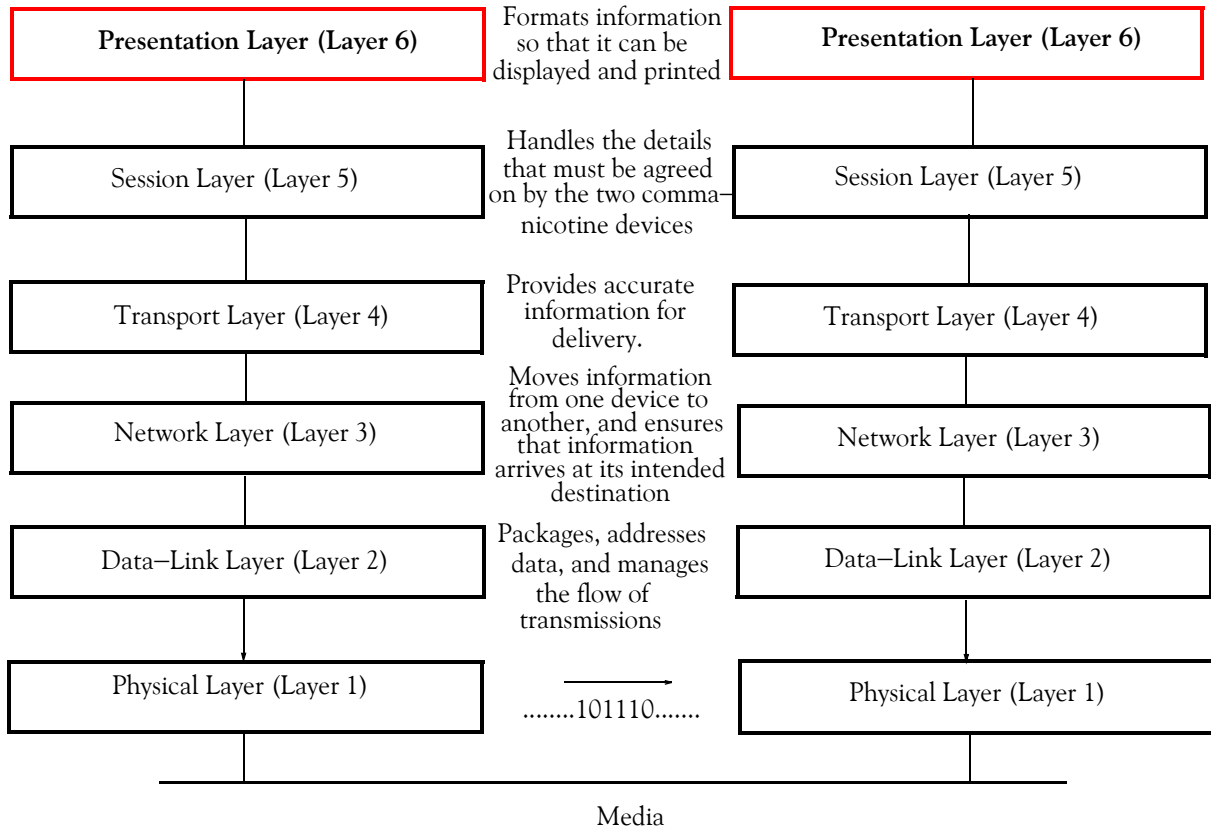 Presentation Layer (Layer 6)
Formats information
so that it can be
displayed and printed
Presentation Layer (Layer 6)
Session Layer (Layer 5)
Handles the details
that must be agreed
on by the two comma–
nicotine devices
Session Layer (Layer 5)
Transport Layer (Layer 4)
Provides accurate
information for
delivery.
Transport Layer (Layer 4)
Network Layer (Layer 3)
Moves information
from one device to
another, and ensures
that information
arrives at its intended
destination
Network Layer (Layer 3)
Data–Link Layer (Layer 2)
Packages, addresses
data, and manages
the flow of
transmissions
Data–Link Layer (Layer 2)
Physical Layer (Layer 1)
........101110.......
Physical Layer (Layer 1)
Media